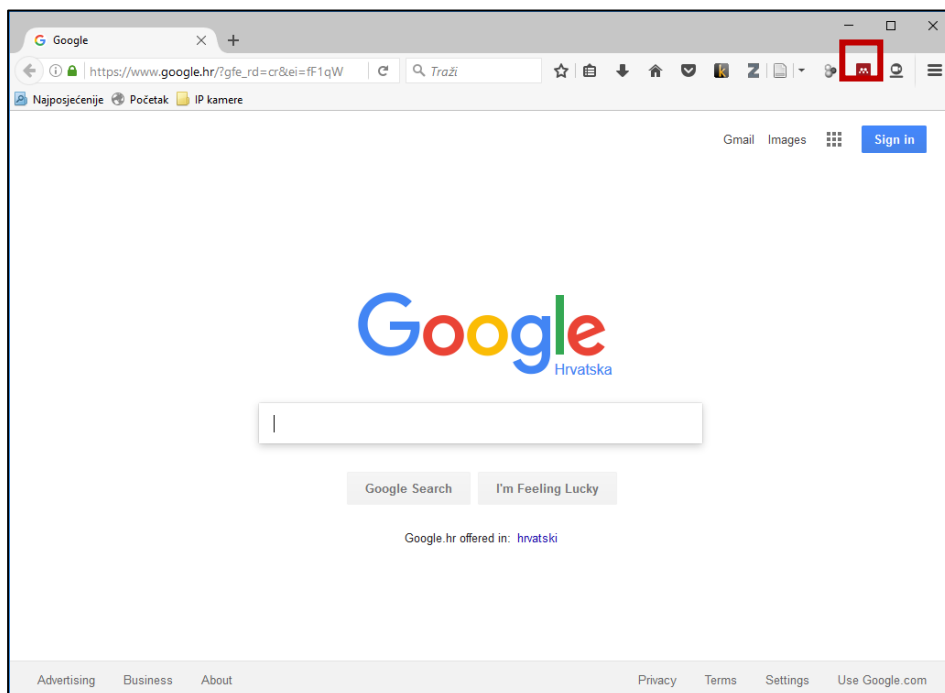 Google
https://www.google.hr/?gfe_rd=cr&ei=fF1qW
Traži
Najposjećenije Početak IP kamere
Gmail Images Sign in
Google
Hrvatska
Google Search I'm Feeling Lucky
Google.hr offered in: hrvatski
Advertising Business About Privacy Terms Settings Use Google.com